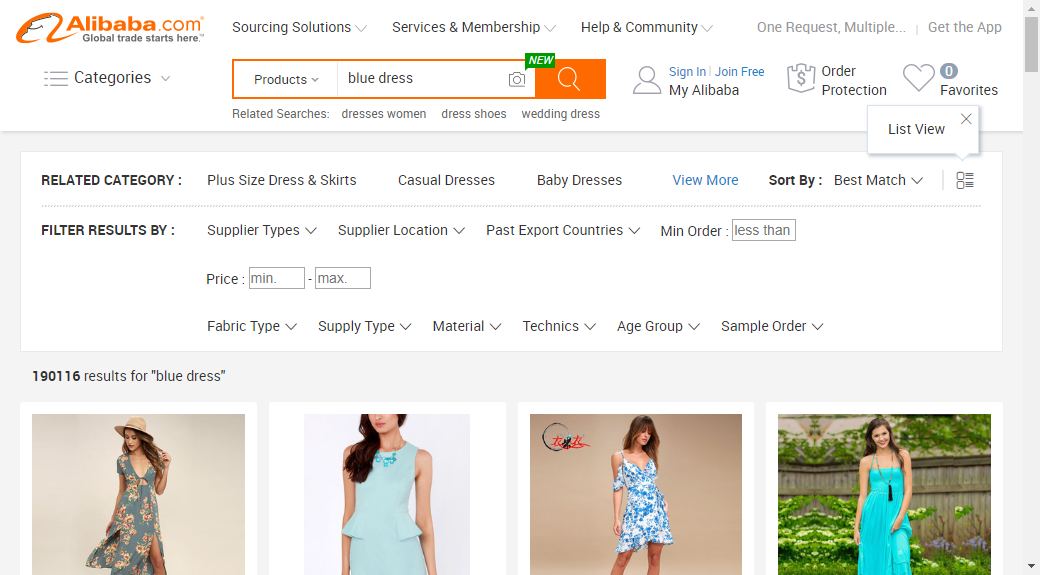 Alibaba.com
Global trade starts here.™
Sourcing Solutions
Services & Membership
Help & Community
One Request, Multiple...
Get the App
Categories
Products
blue dress
NEW
Sign In | Join Free
My Alibaba
Order
Protection
0
Favorites
Related Searches: dresses women dress shoes wedding dress
List View
RELATED CATEGORY : Plus Size Dress & Skirts Casual Dresses Baby Dresses View More Sort By : Best Match
FILTER RESULTS BY : Supplier Types Supplier Location Past Export Countries Min Order : less than
Price : min. - max.
Fabric Type Supply Type Material Technics Age Group Sample Order
190116 results for "blue dress"